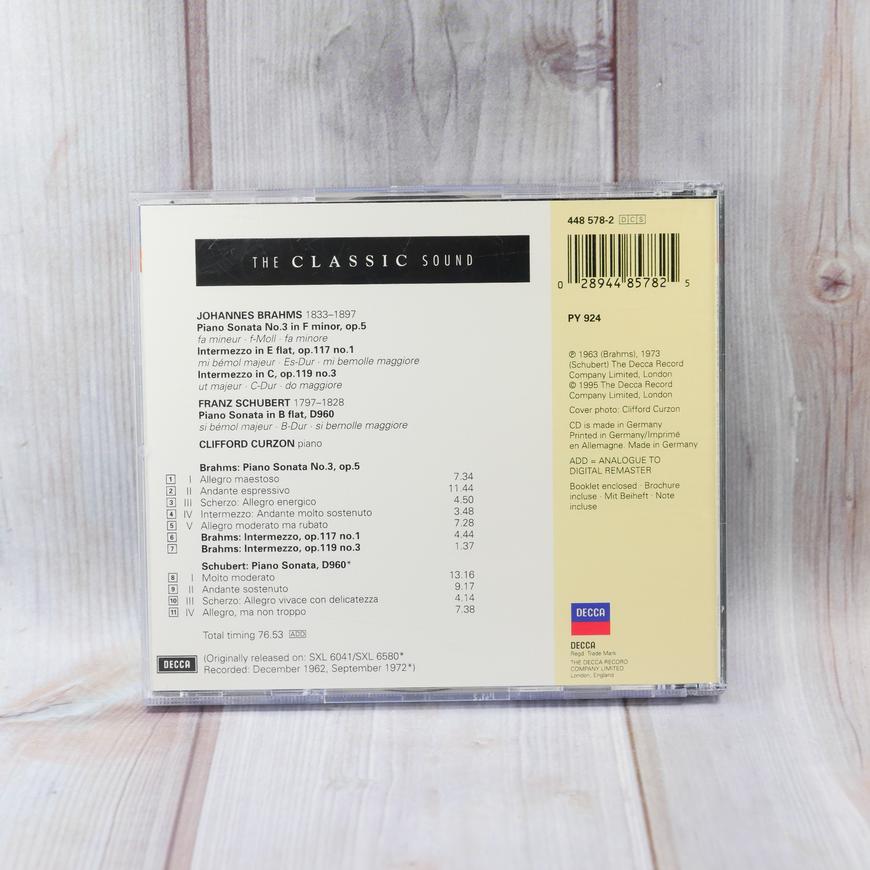 THE CLASSIC SOUND
JOHANNES BRAHMS 1833–1897
Piano Sonata No.3 in F minor, op.5
fa mineur · f-Moll · fa minore
Intermezzo in E flat, op.117 no.1
mi bémol majeur · Es-Dur · mi bemolle maggiore
Intermezzo in C, op.119 no.3
ut majeur · C-Dur · do maggiore
FRANZ SCHUBERT 1797–1828
Piano Sonata in B flat, D960
si bémol majeur · B-Dur · si bemolle maggiore
CLIFFORD CURZON piano
Brahms: Piano Sonata No.3, op.5
1 I Allegro maestoso 7.34
2 II Andante espressivo 11.44
3 III Scherzo: Allegro energico 4.50
4 IV Intermezzo: Andante molto sostenuto 3.48
5 V Allegro moderato ma rubato 7.28
6 Brahms: Intermezzo, op.117 no.1 4.44
7 Brahms: Intermezzo, op.119 no.3 1.37
Schubert: Piano Sonata, D960*
8 I Molto moderato 13.16
9 II Andante sostenuto 9.17
10 III Scherzo: Allegro vivace con delicatezza 4.14
11 IV Allegro, ma non troppo 7.38
Total timing 76.53 ADD
DECCA
(Originally released on: SXL 6041/SXL 6580*
Recorded: December 1962, September 1972*)
448 578-2 DCS
0 28944 85782 5
PY 924
℗ 1963 (Brahms), 1973
(Schubert) The Decca Record
Company Limited, London
© 1995 The Decca Record
Company Limited, London
Cover photo: Clifford Curzon
CD is made in Germany
Printed in Germany/Imprimé
en Allemagne. Made in Germany
ADD = ANALOGUE TO
DIGITAL REMASTER
Booklet enclosed · Brochure
incluse · Mit Beiheft · Note
incluse
DECCA
DECCA
Regd. Trade Mark
THE DECCA RECORD
COMPANY LIMITED
London, England